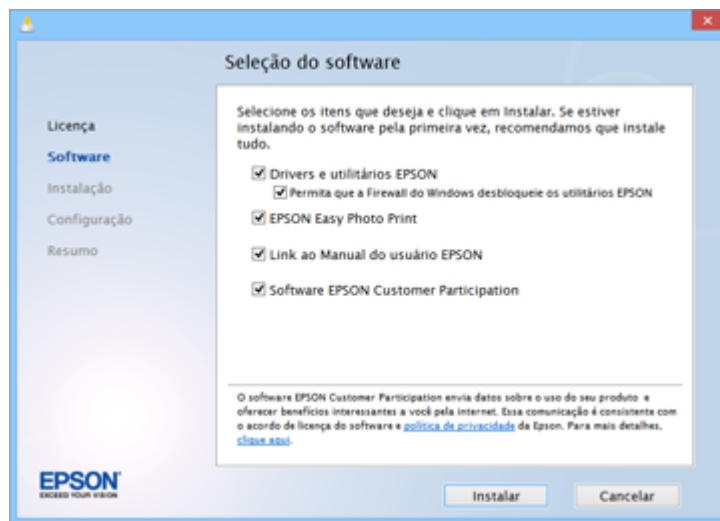 Seleção do software
Licença
Software
Instalação
Configuração
Resumo
Selecione os itens que deseja e clique em Instalar. Se estiver
instalando o software pela primeira vez, recomendamos que instale
tudo.
Drivers e utilitários EPSON
Permita que a Firewall do Windows desbloqueie os utilitários EPSON
EPSON Easy Photo Print
Link ao Manual do usuário EPSON
Software EPSON Customer Participation
O software EPSON Customer Participation envia datos sobre o uso do seu produto e
oferecer benefícios interessantes a você pela internet. Essa comunicação é consistente com
o acordo de licença do software e política de privacidade da Epson. Para mais detalhes,
clique aqui.
EPSON
EXCEED YOUR VISION
Instalar
Cancelar